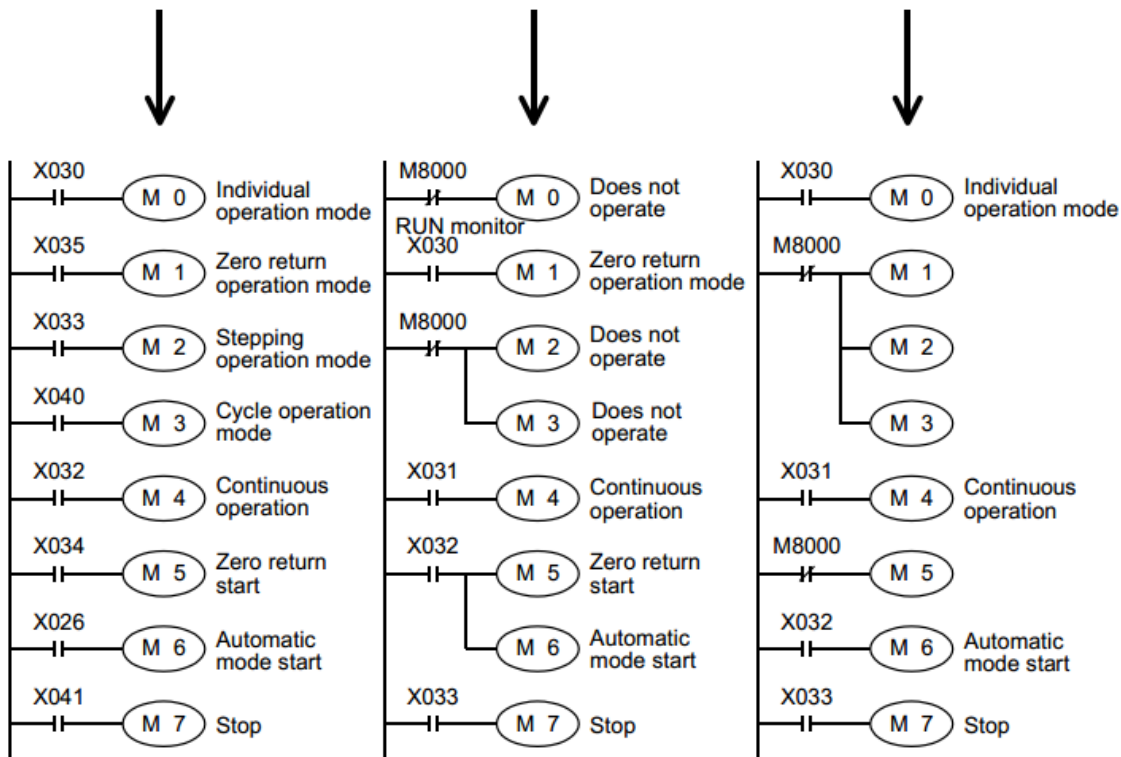 X030
M 0
Individual
operation mode
X035
M 1
Zero return
operation mode
X033
M 2
Stepping
operation mode
X040
M 3
Cycle operation
mode
X032
M 4
Continuous
operation
X034
M 5
Zero return
start
X026
M 6
Automatic
mode start
X041
M 7
Stop
M8000
M 0
Does not
operate
RUN monitor
X030
M 1
Zero return
operation mode
M8000
M 2
Does not
operate
M 3
Does not
operate
X031
M 4
Continuous
operation
X032
M 5
Zero return
start
M 6
Automatic
mode start
X033
M 7
Stop
X030
M 0
Individual
operation mode
M8000
M 1
M 2
M 3
X031
M 4
Continuous
operation
M8000
M 5
X032
M 6
Automatic
mode start
X033
M 7
Stop